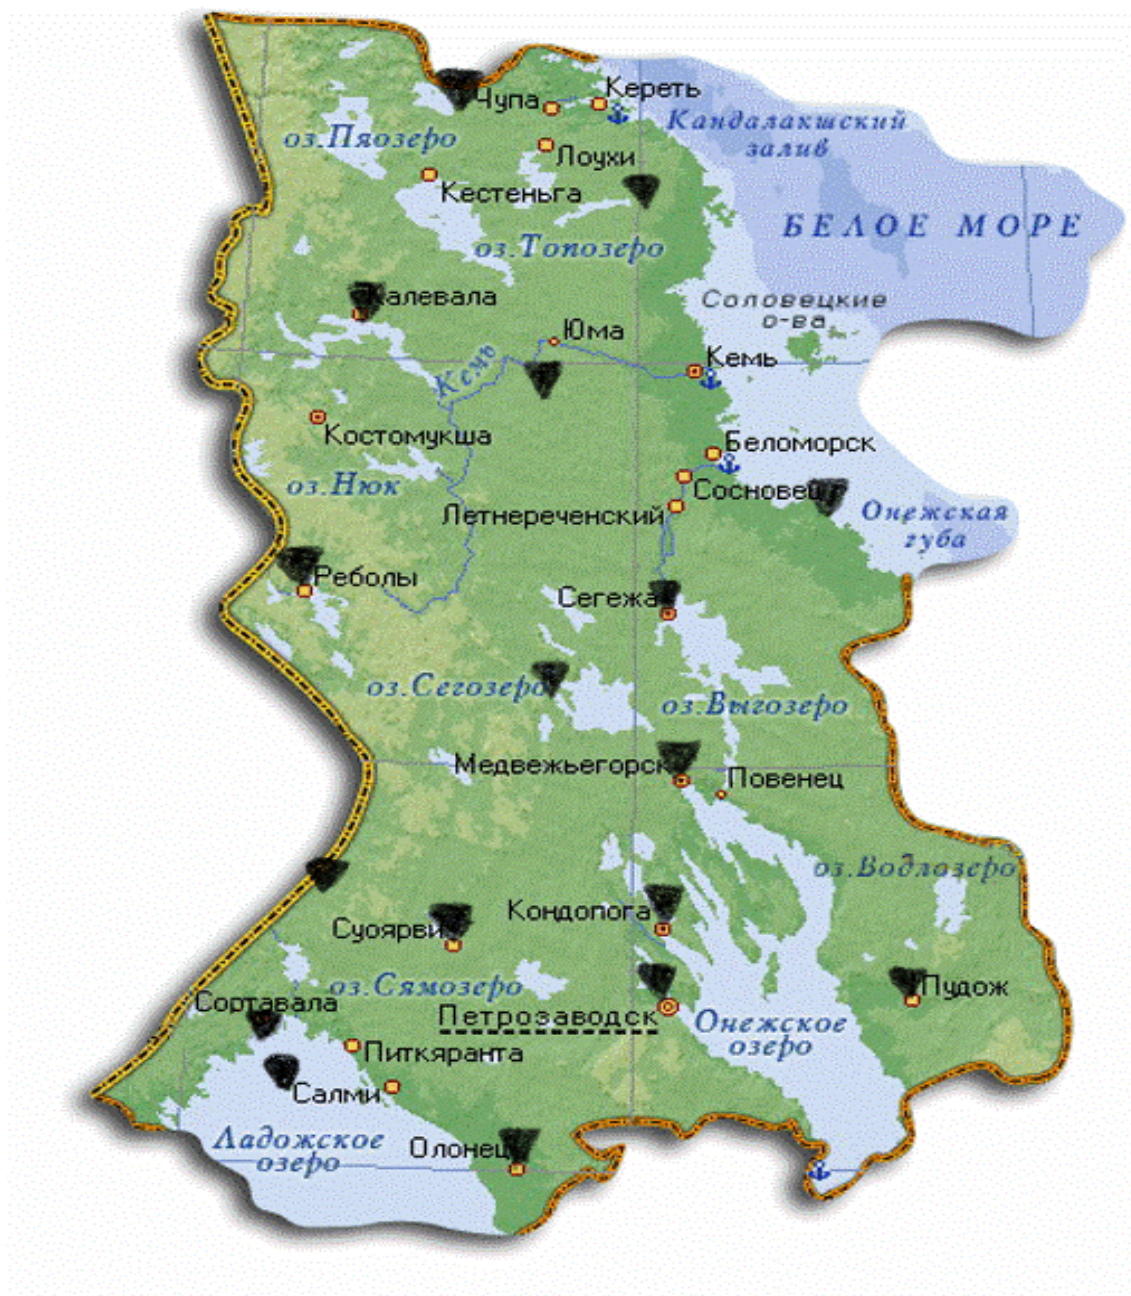 Кереть
Чупа
Кандалакшский
залив
оз.Пяозеро
Лоухи
Кестеньга
БЕЛОЕ МОРЕ
оз.Топозеро
Калевала
Соловецкие
о-ва
Юма
Кемь
Кемь
Костомукша
Беломорск
оз.Нюк
Сосновец
Летнереченский
Онежская
губа
Реболы
Сегежа
оз.Сегозеро
оз.Выгозеро
Медвежьегорск
Повенец
оз.Водлозеро
Кондопога
Суоярви
оз.Сямозеро
Пудож
Сортавала
Петрозаводск
Онежское
озеро
Питкяранта
Салми
Ладожское
озеро
Олонец